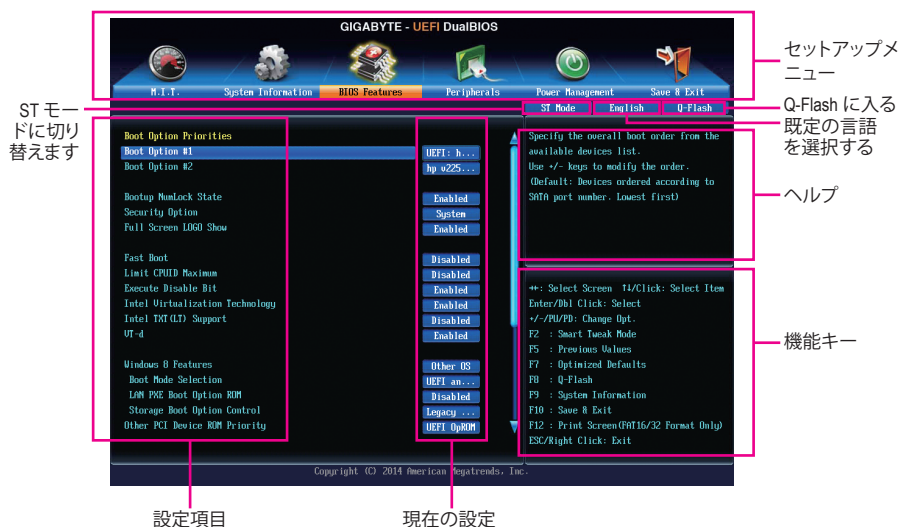 GIGABYTE - UEFI DualBIOS
M.I.T.
System Information
BIOS Features
Peripherals
Power Management
Save & Exit
セットアップメ
ニュー
ST Mode
English
Q-Flash
ST モー
ドに切り
替えます
Q-Flash に入る
既定の言語
を選択する
Boot Option Priorities
Boot Option #1 UEFI: h...
Boot Option #2 hp v225...
Bootup NumLock State Enabled
Security Option System
Full Screen LOGO Show Enabled
Fast Boot Disabled
Limit CPUID Maximum Disabled
Execute Disable Bit Enabled
Intel Virtualization Technology Enabled
Intel TXT(LT) Support Disabled
VT-d Enabled
Windows 8 Features Other OS
Boot Mode Selection UEFI an...
LAN PXE Boot Option ROM Disabled
Storage Boot Option Control Legacy ...
Other PCI Device ROM Priority UEFI OpROM
Specify the overall boot order from the
available devices list.
Use +/- keys to modify the order.
(Default: Devices ordered according to
SATA port number. Lowest first)
ヘルプ
→←: Select Screen ↑↓/Click: Select Item
Enter/Dbl Click: Select
+/-/PU/PD: Change Opt.
F2 : Smart Tweak Mode
F5 : Previous Values
F7 : Optimized Defaults
F8 : Q-Flash
F9 : System Information
F10 : Save & Exit
F12 : Print Screen(FAT16/32 Format Only)
ESC/Right Click: Exit
機能キー
Copyright (C) 2014 American Megatrends, Inc.
設定項目
現在の設定